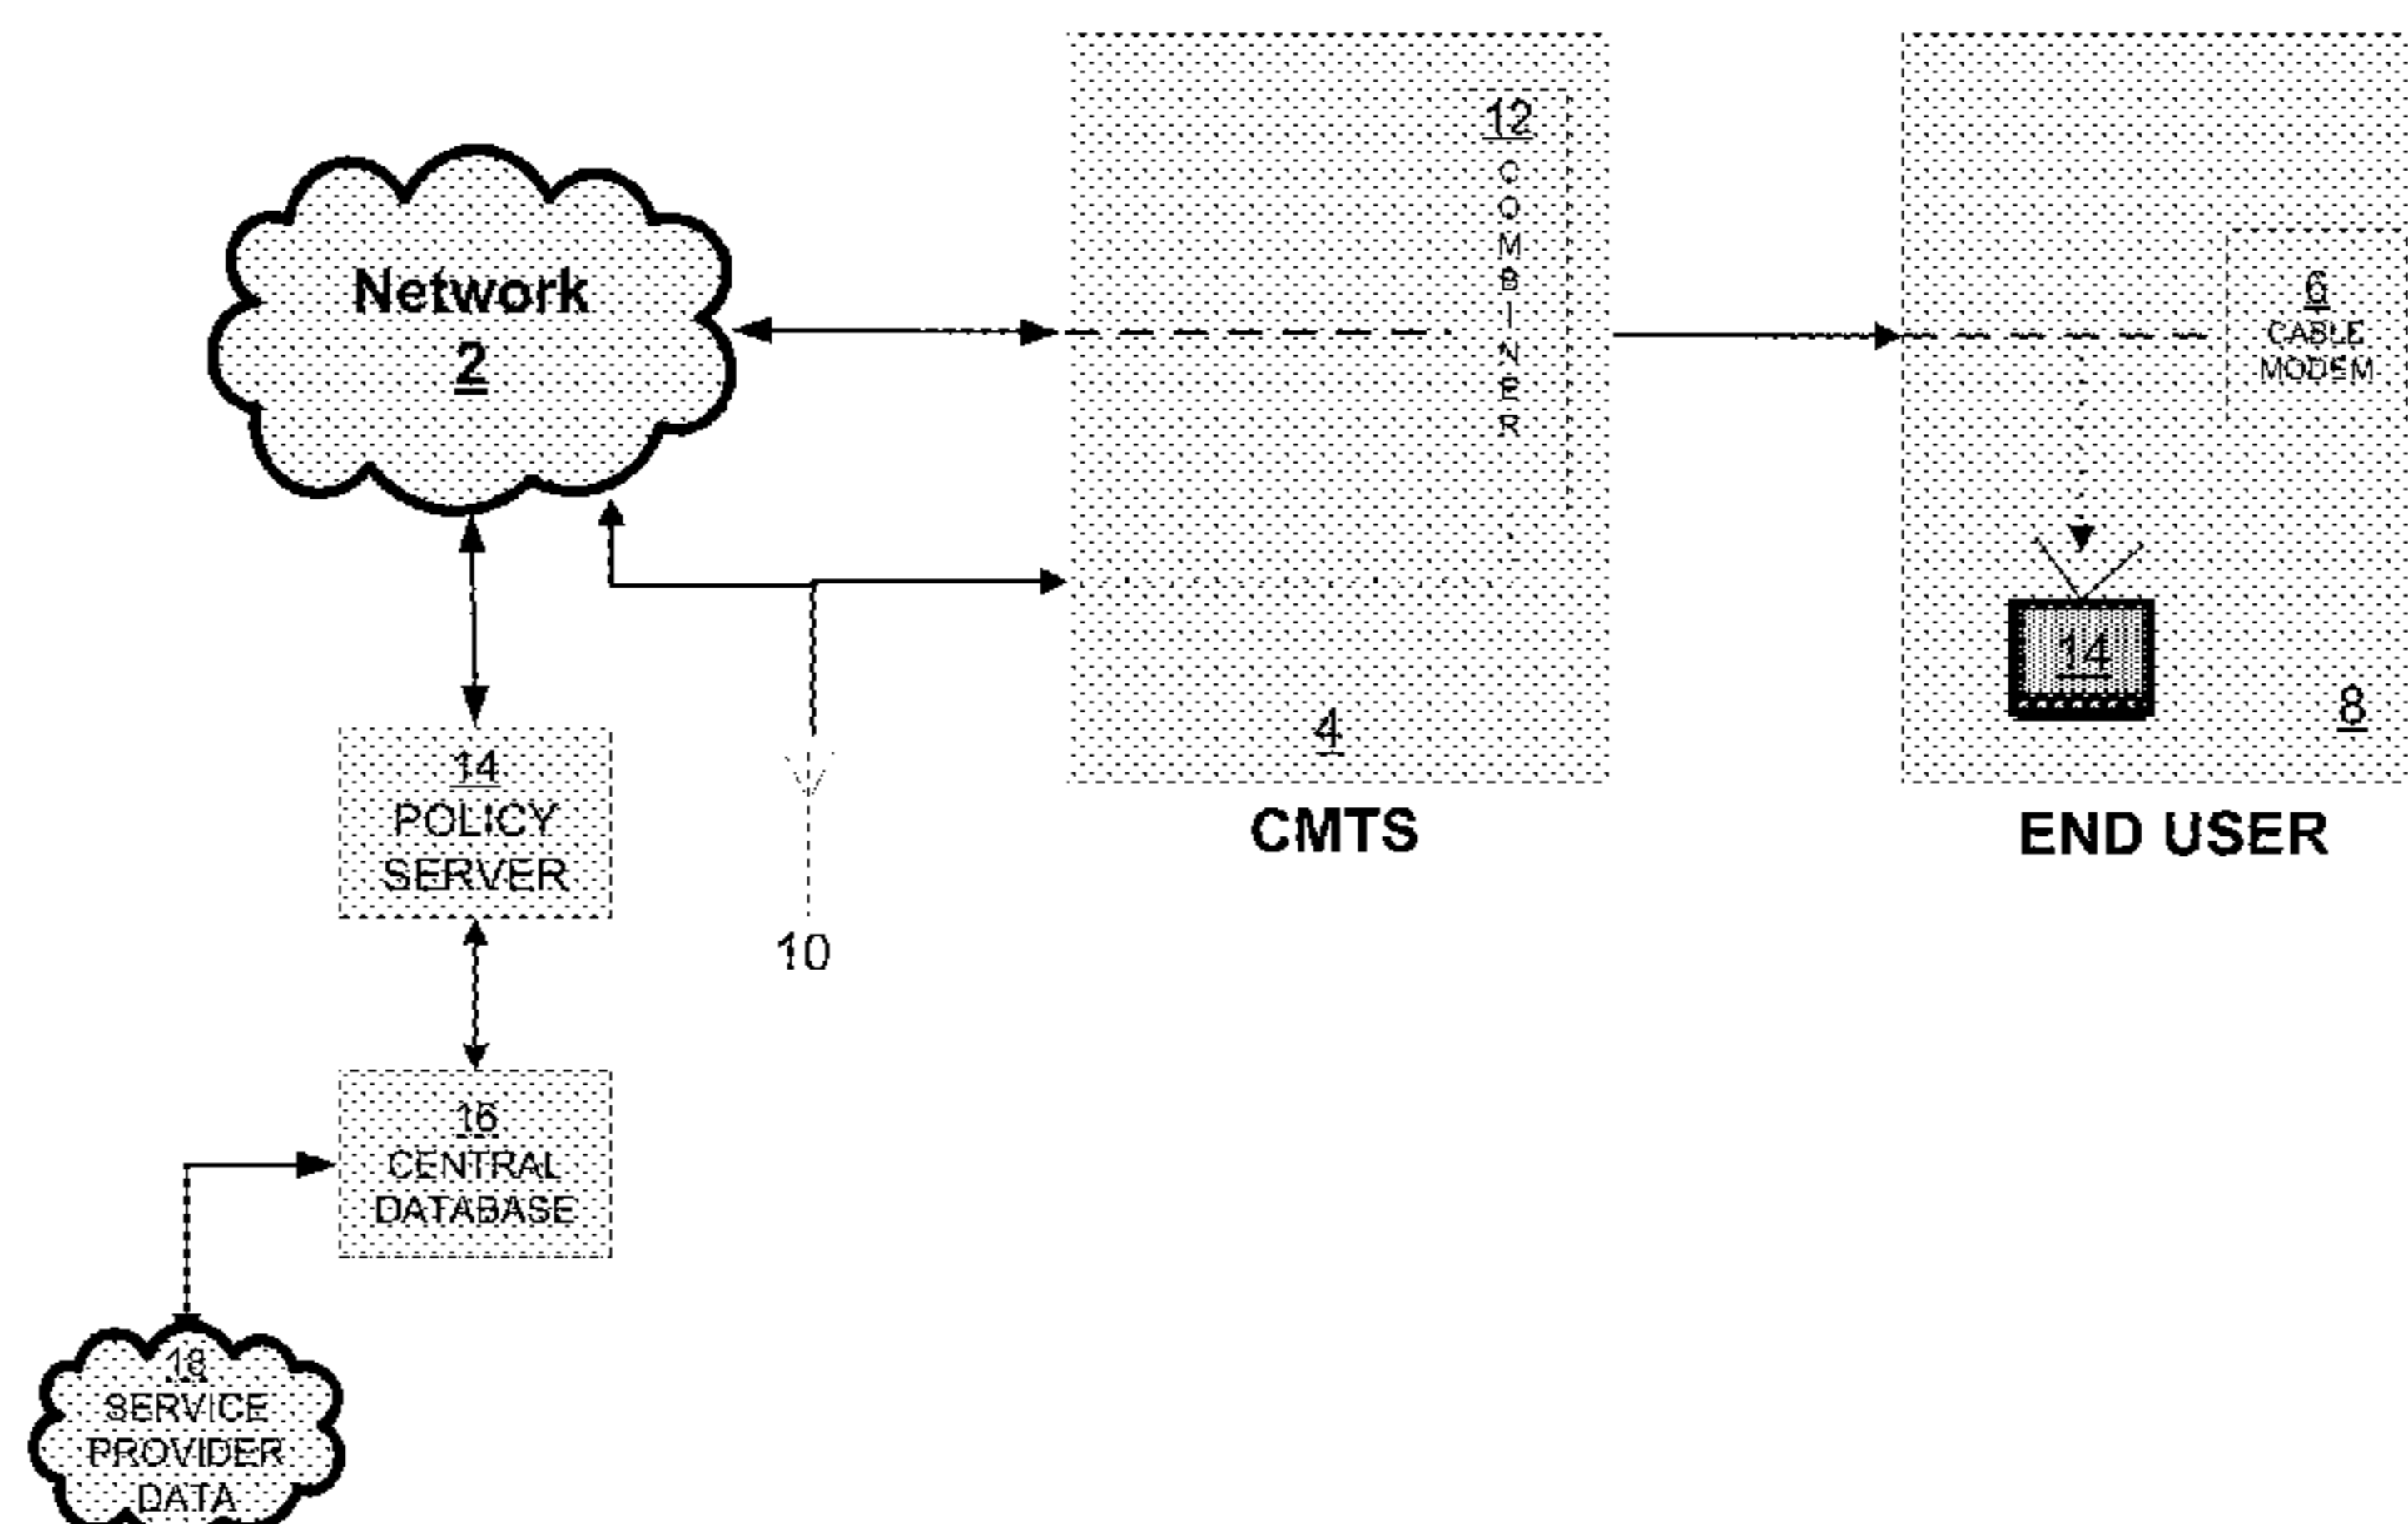 Network
2
12
COMBINER
6
CABLE
MODEM
14
8
4
CMTS
END USER
14
POLICY
SERVER
10
16
CENTRAL
DATABASE
18
SERVICE
PROVIDER
DATA